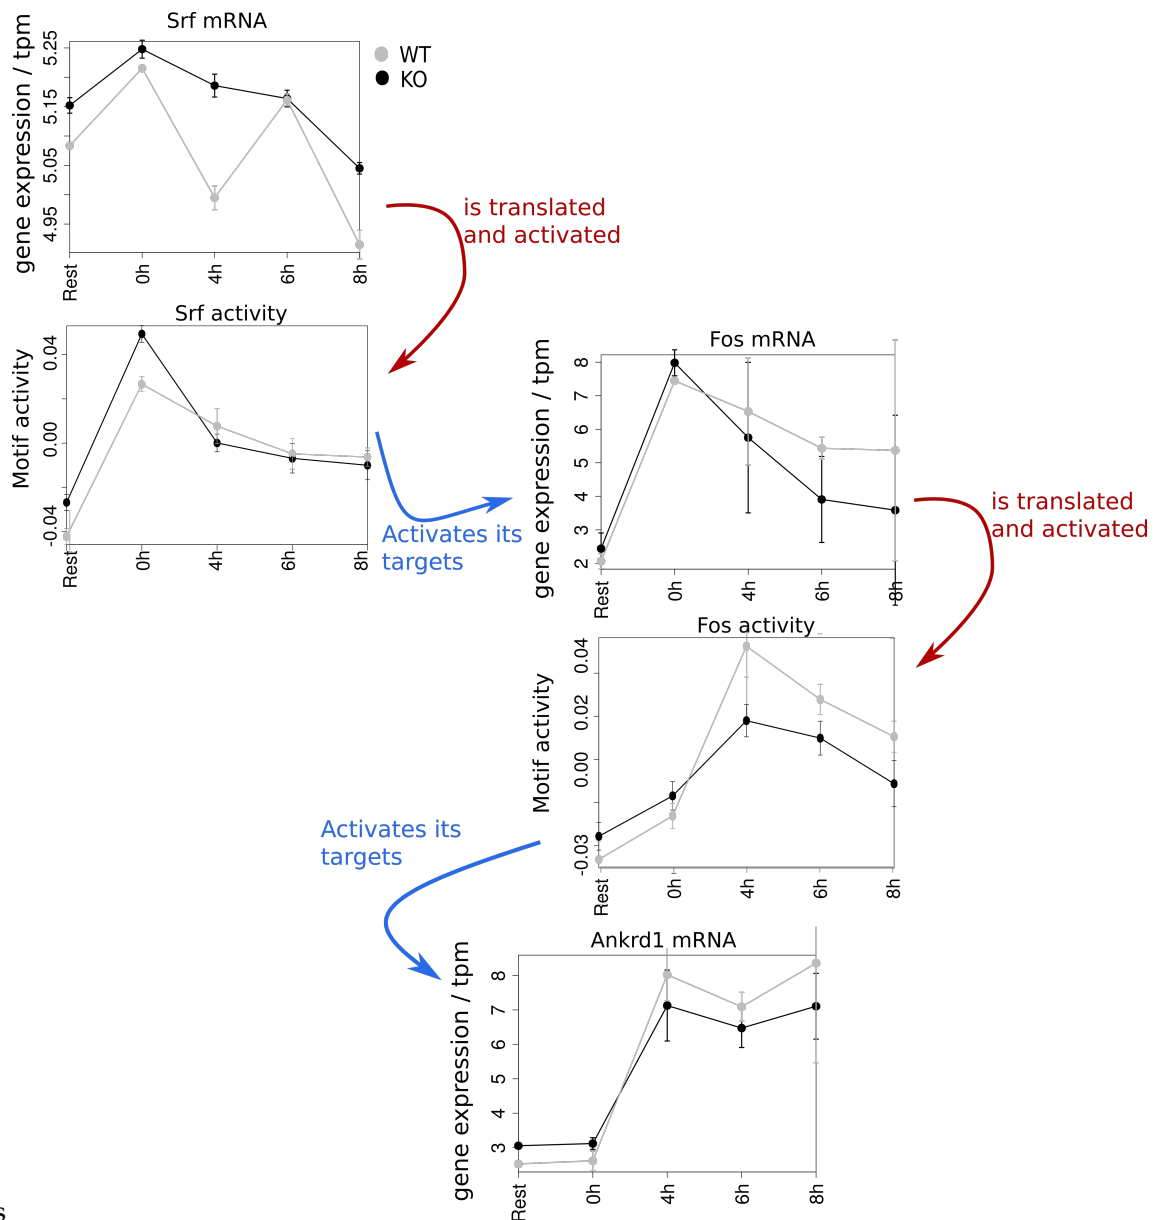 Srf mRNA
WT
KO
gene expression / tpm
5.25
5.15
5.05
4.95
Rest
0h
4h
6h
8h
is translated
and activated
Srf activity
Motif activity
0.04
0.00
-0.04
Rest
0h
4h
6h
8h
Activates its
targets
Fos mRNA
gene expression / tpm
8
7
6
5
4
3
2
Rest
0h
4h
6h
8h
is translated
and activated
Fos activity
Motif activity
0.04
0.02
0.00
-0.03
Rest
0h
4h
6h
8h
Activates its
targets
Ankrd1 mRNA
gene expression / tpm
8
7
6
5
4
3
Rest
0h
4h
6h
8h
s